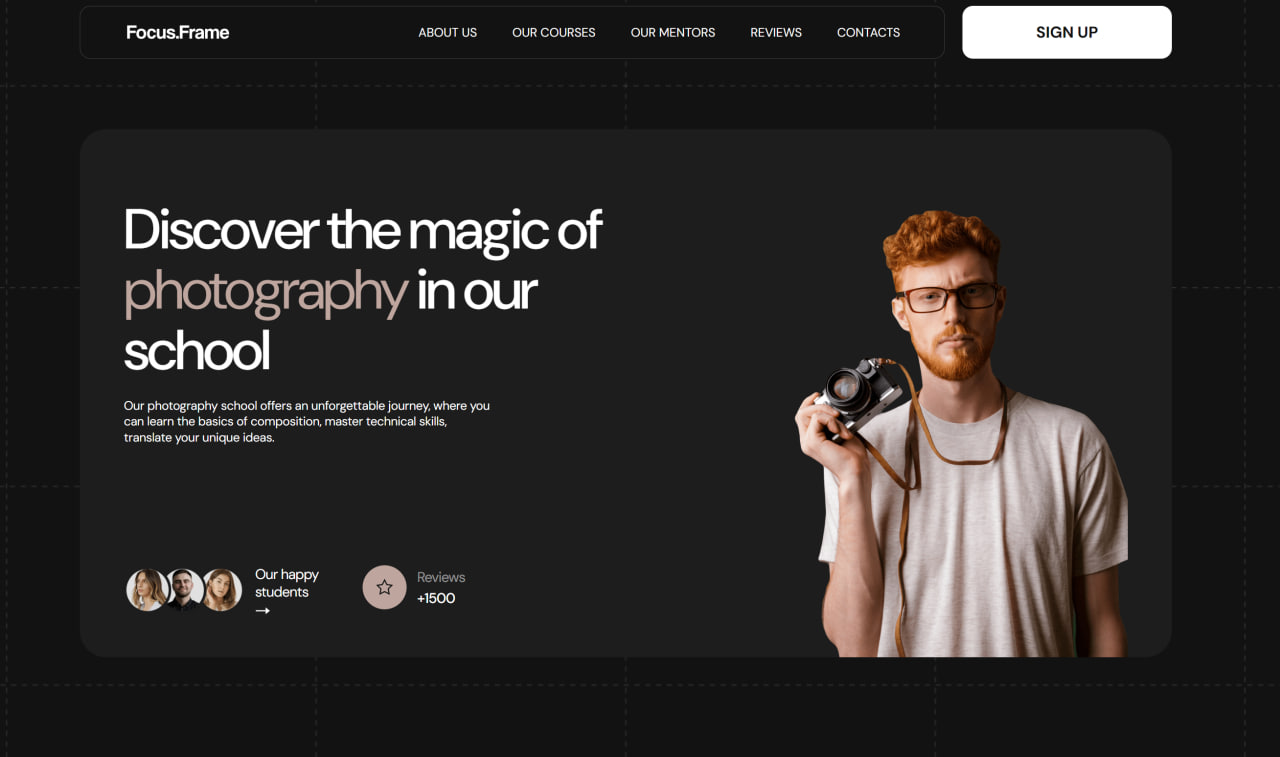 Focus.Frame
ABOUT US
OUR COURSES
OUR MENTORS
REVIEWS
CONTACTS
SIGN UP
Discover the magic of
photography in our
school
Our photography school offers an unforgettable journey, where you
can learn the basics of composition, master technical skills,
translate your unique ideas.
Our happy
students
→
Reviews
+1500